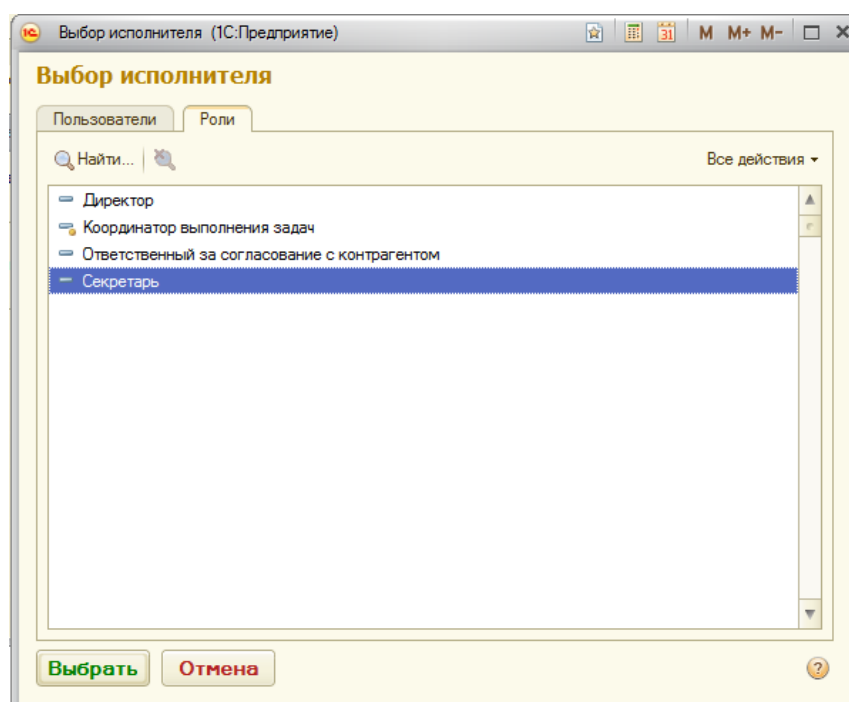 Выбор исполнителя (1С:Предприятие)
31 M M+ M-
Выбор исполнителя
Пользователи Роли
Найти... Все действия
Директор
Координатор выполнения задач
Ответственный за согласование с контрагентом
Секретарь
Выбрать Отмена ?